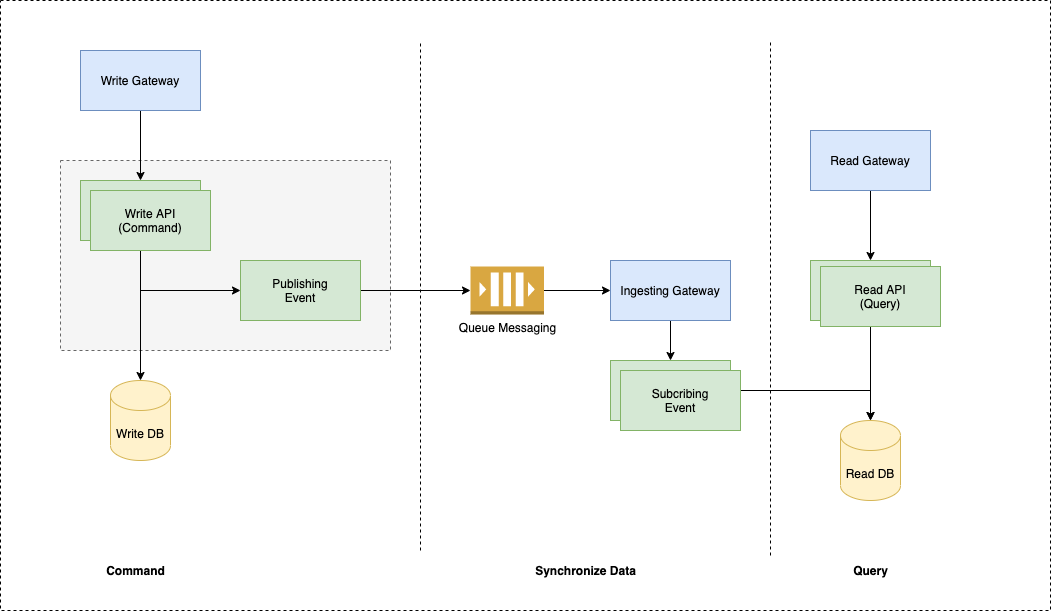 Write Gateway
Write API
(Command)
Publishing
Event
Write DB
Queue Messaging
Ingesting Gateway
Subcribing
Event
Read Gateway
Read API
(Query)
Read DB
Command
Synchronize Data
Query